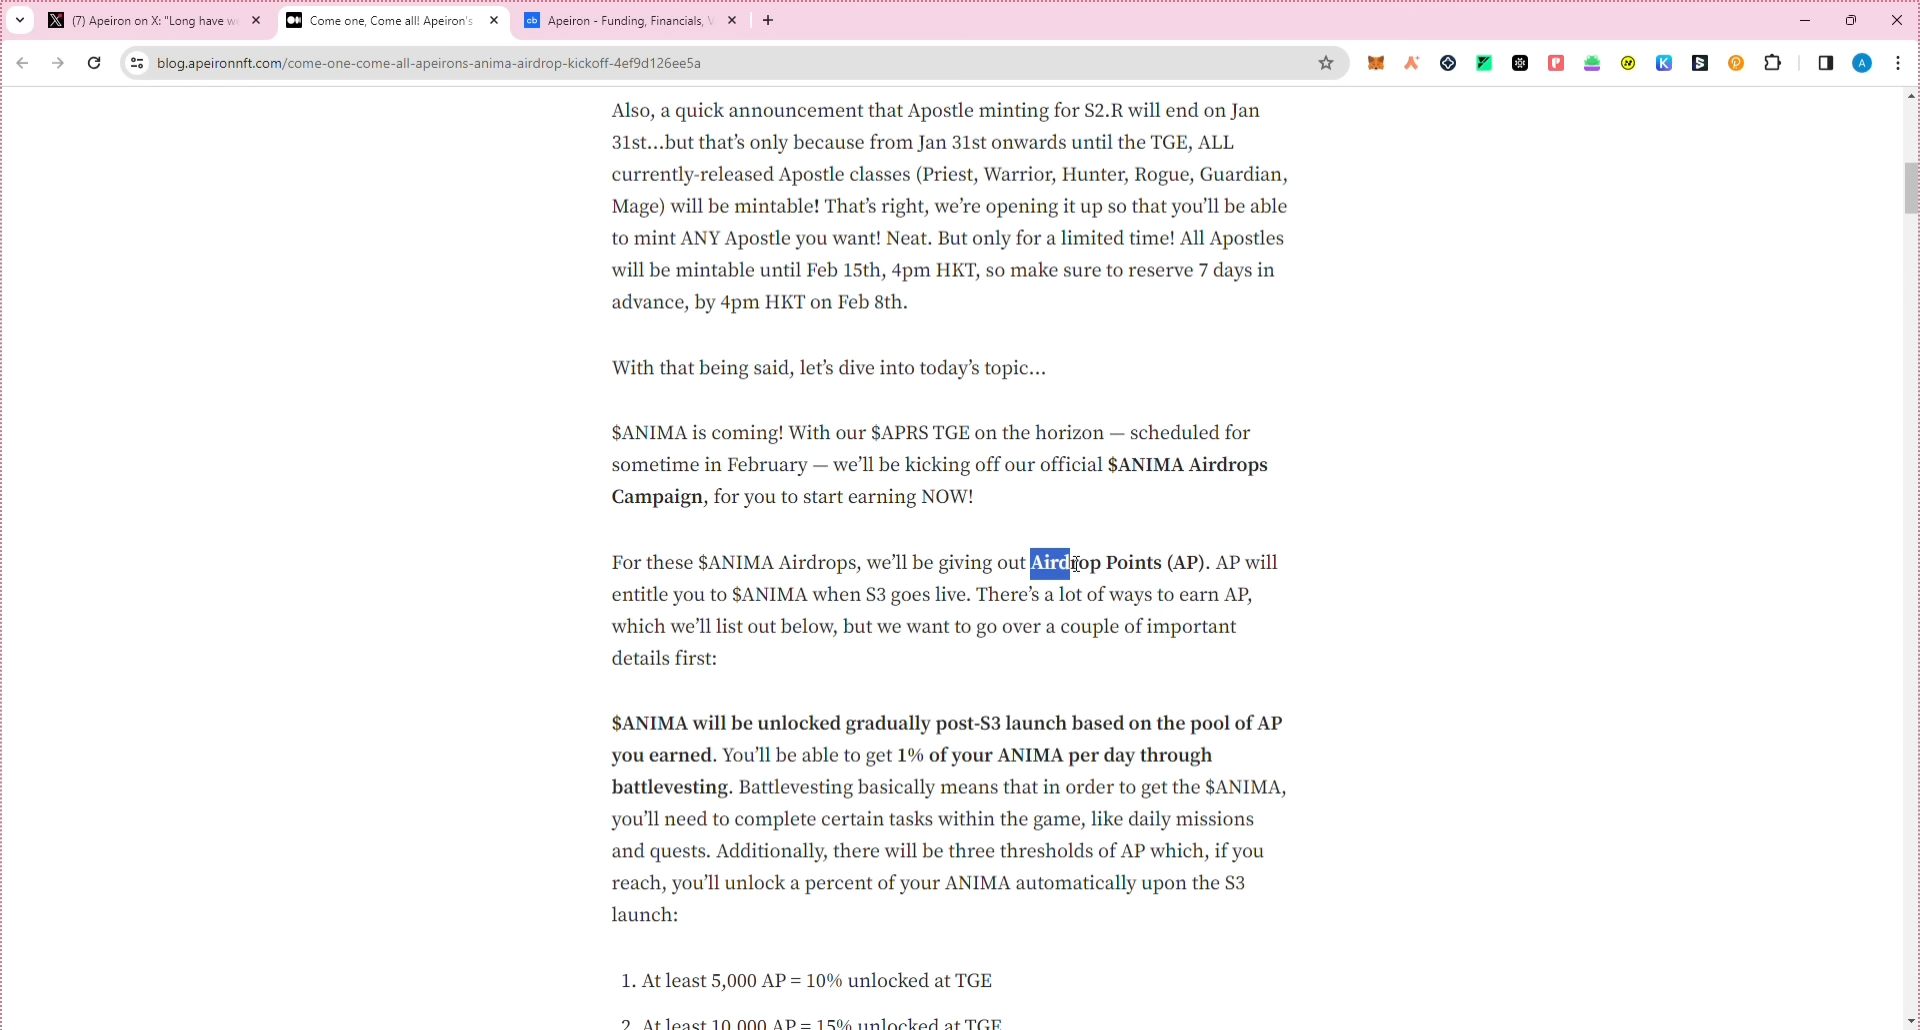 (7) Apeiron on X: "Long have we
Come one, Come all! Apeiron's
cb Apeiron - Funding, Financials, V
blog.apeironnft.com/come-one-come-all-apeirons-anima-airdrop-kickoff-4ef9d126ee5a
Also, a quick announcement that Apostle minting for S2.R will end on Jan
31st…but that’s only because from Jan 31st onwards until the TGE, ALL
currently-released Apostle classes (Priest, Warrior, Hunter, Rogue, Guardian,
Mage) will be mintable! That’s right, we’re opening it up so that you’ll be able
to mint ANY Apostle you want! Neat. But only for a limited time! All Apostles
will be mintable until Feb 15th, 4pm HKT, so make sure to reserve 7 days in
advance, by 4pm HKT on Feb 8th.
With that being said, let’s dive into today’s topic…
$ANIMA is coming! With our $APRS TGE on the horizon — scheduled for
sometime in February — we’ll be kicking off our official $ANIMA Airdrops
Campaign, for you to start earning NOW!
For these $ANIMA Airdrops, we’ll be giving out Airdrop Points (AP). AP will
entitle you to $ANIMA when S3 goes live. There’s a lot of ways to earn AP,
which we’ll list out below, but we want to go over a couple of important
details first:
$ANIMA will be unlocked gradually post-S3 launch based on the pool of AP
you earned. You’ll be able to get 1% of your ANIMA per day through
battlevesting. Battlevesting basically means that in order to get the $ANIMA,
you’ll need to complete certain tasks within the game, like daily missions
and quests. Additionally, there will be three thresholds of AP which, if you
reach, you’ll unlock a percent of your ANIMA automatically upon the S3
launch:
1. At least 5,000 AP = 10% unlocked at TGE
2. At least 10,000 AP = 15% unlocked at TGE